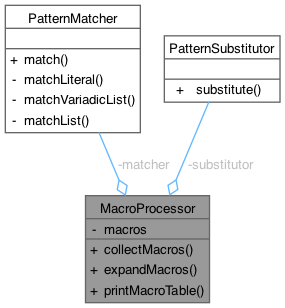 PatternMatcher
+ match()
- matchLiteral()
- matchVariadicList()
- matchList()
PatternSubstitutor
+ substitute()
-matcher
-substitutor
MacroProcessor
- macros
+ collectMacros()
+ expandMacros()
+ printMacroTable()